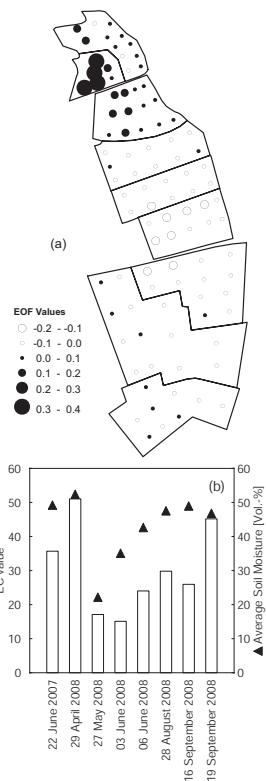 (a)
EOF Values
-0.2 - -0.1
-0.1 - 0.0
0.0 - 0.1
0.1 - 0.2
0.2 - 0.3
0.3 - 0.4
(b)
60
50
40
30
20
10
0
EC value
60
50
40
30
20
10
0
▲ Average Soil Moisture [Vol.-%]
22 June 2007
29 April 2008
27 May 2008
03 June 2008
06 June 2008
28 August 2008
16 September 2008
19 September 2008